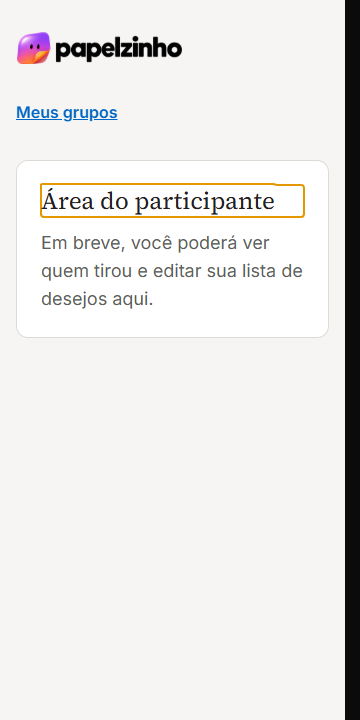 papelzinho
Meus grupos
Área do participante
Em breve, você poderá ver
quem tirou e editar sua lista de
desejos aqui.